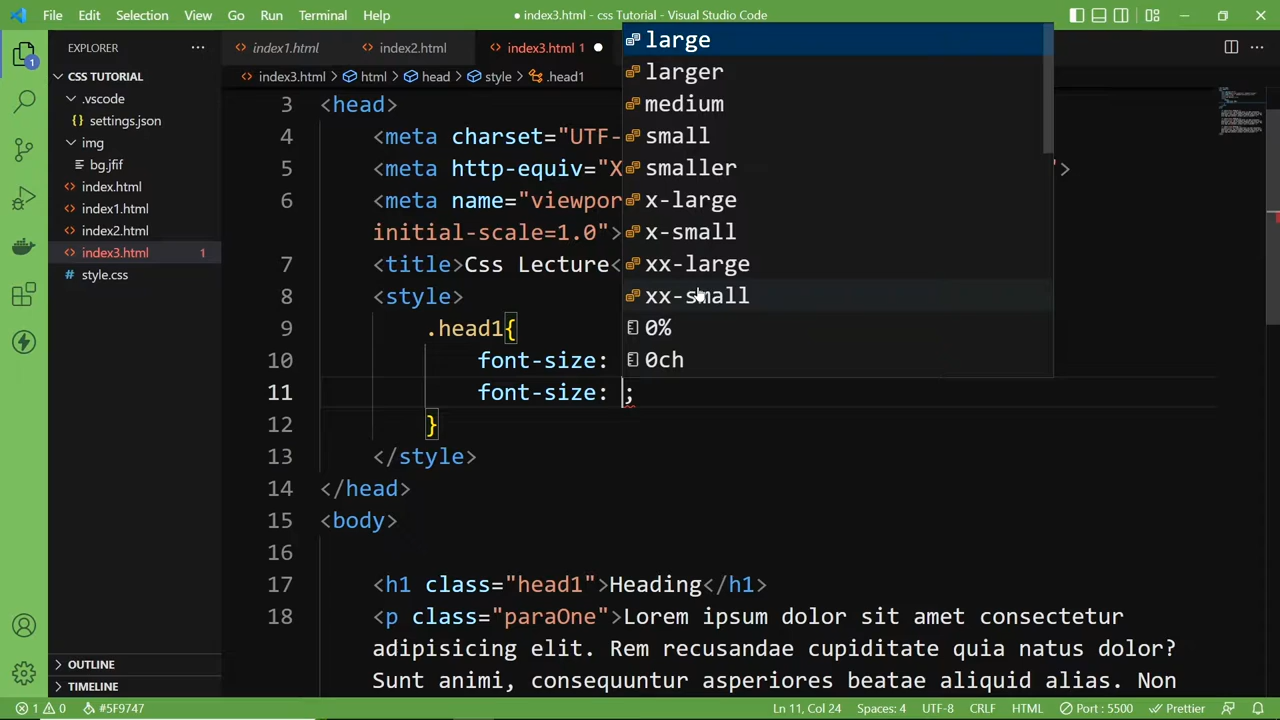 File Edit Selection View Go Run Terminal Help
● index3.html - css Tutorial - Visual Studio Code
EXPLORER
index1.html
index2.html
index3.html 1
CSS TUTORIAL
.vscode
settings.json
img
bg.jfif
index.html
index1.html
index2.html
index3.html 1
style.css
OUTLINE
TIMELINE
index3.html > html > head > style > .head1
3 <head>
4 <meta charset="UTF-
5 <meta http-equiv="X ">
6 <meta name="viewpor
initial-scale=1.0">
7 <title>Css Lecture<
8 <style>
9 .head1{
10 font-size:
11 font-size: ;
12 }
13 </style>
14 </head>
15 <body>
16
17 <h1 class="head1">Heading</h1>
18 <p class="paraOne">Lorem ipsum dolor sit amet consectetur
adipisicing elit. Rem recusandae cupiditate quia natus dolor?
Sunt animi, consequuntur asperiores beatae aliquid alias. Non
large
larger
medium
small
smaller
x-large
x-small
xx-large
xx-small
0%
0ch
1 0 #5F9747 Ln 11, Col 24 Spaces: 4 UTF-8 CRLF HTML Port : 5500 Prettier